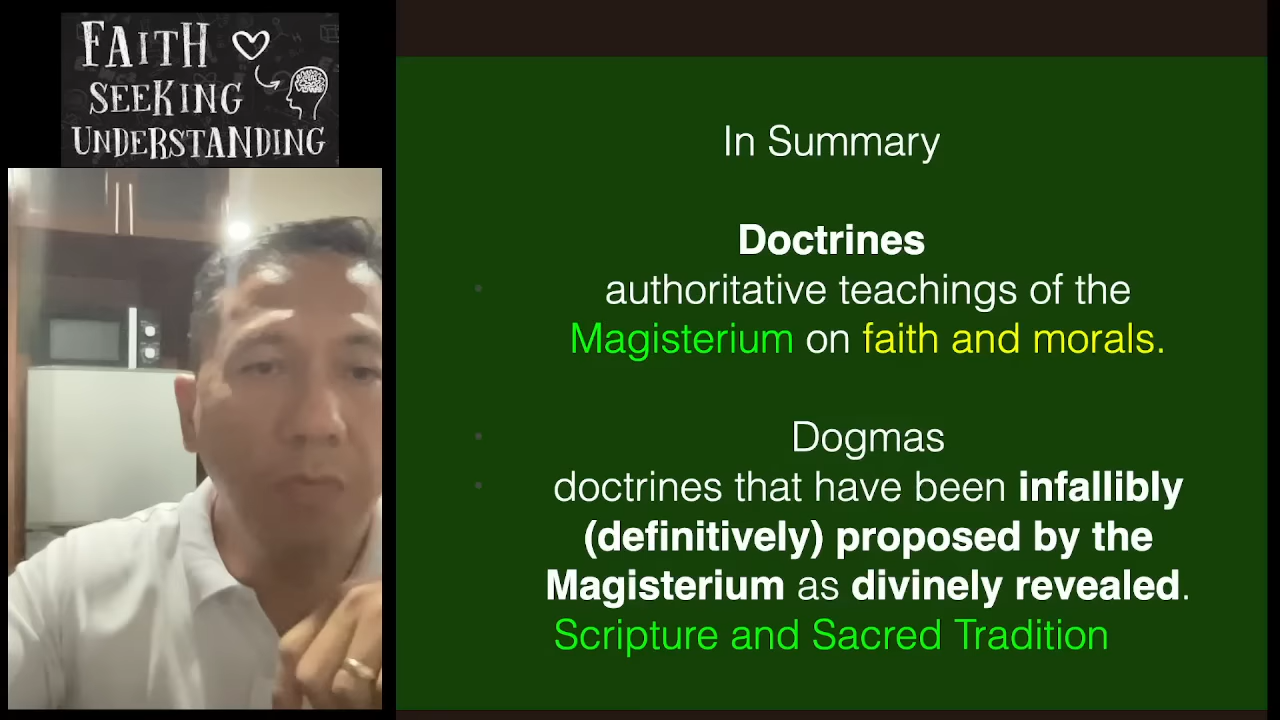 FAITH
SEEKING
UNDERSTANDING
In Summary
Doctrines
• authoritative teachings of the
Magisterium on faith and morals.
• Dogmas
• doctrines that have been infallibly
(definitively) proposed by the
Magisterium as divinely revealed.
Scripture and Sacred Tradition